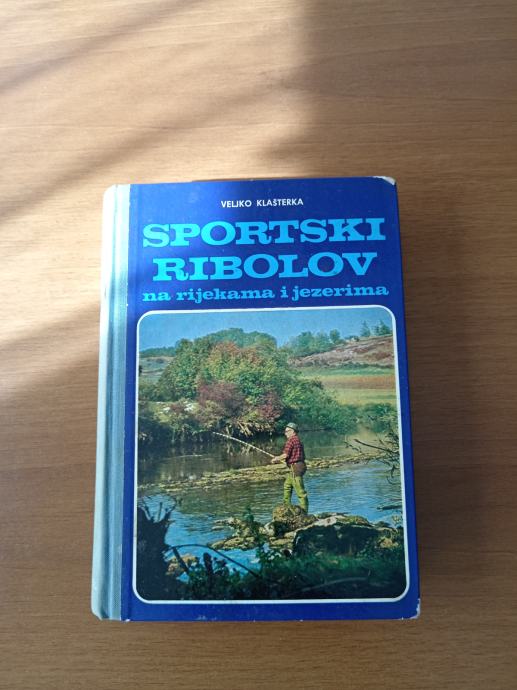 VELJKO KLAŠTERKA
SPORTSKI
RIBOLOV
na rijekama i jezerima